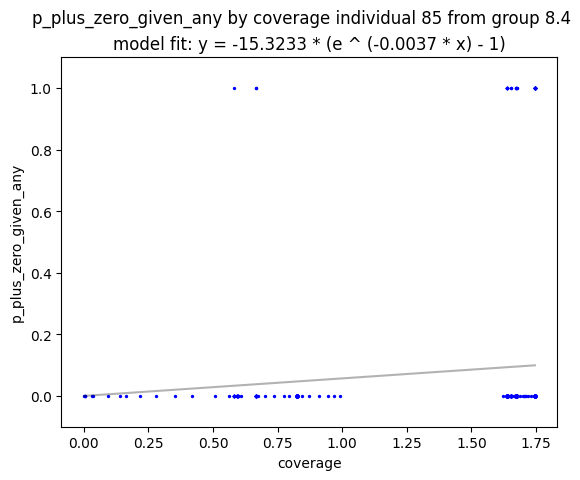 p_plus_zero_given_any by coverage individual 85 from group 8.4
model fit: y = -15.3233 * (e ^ (-0.0037 * x) - 1)
p_plus_zero_given_any
1.0
0.8
0.6
0.4
0.2
0.0
0.00 0.25 0.50 0.75 1.00 1.25 1.50 1.75
coverage